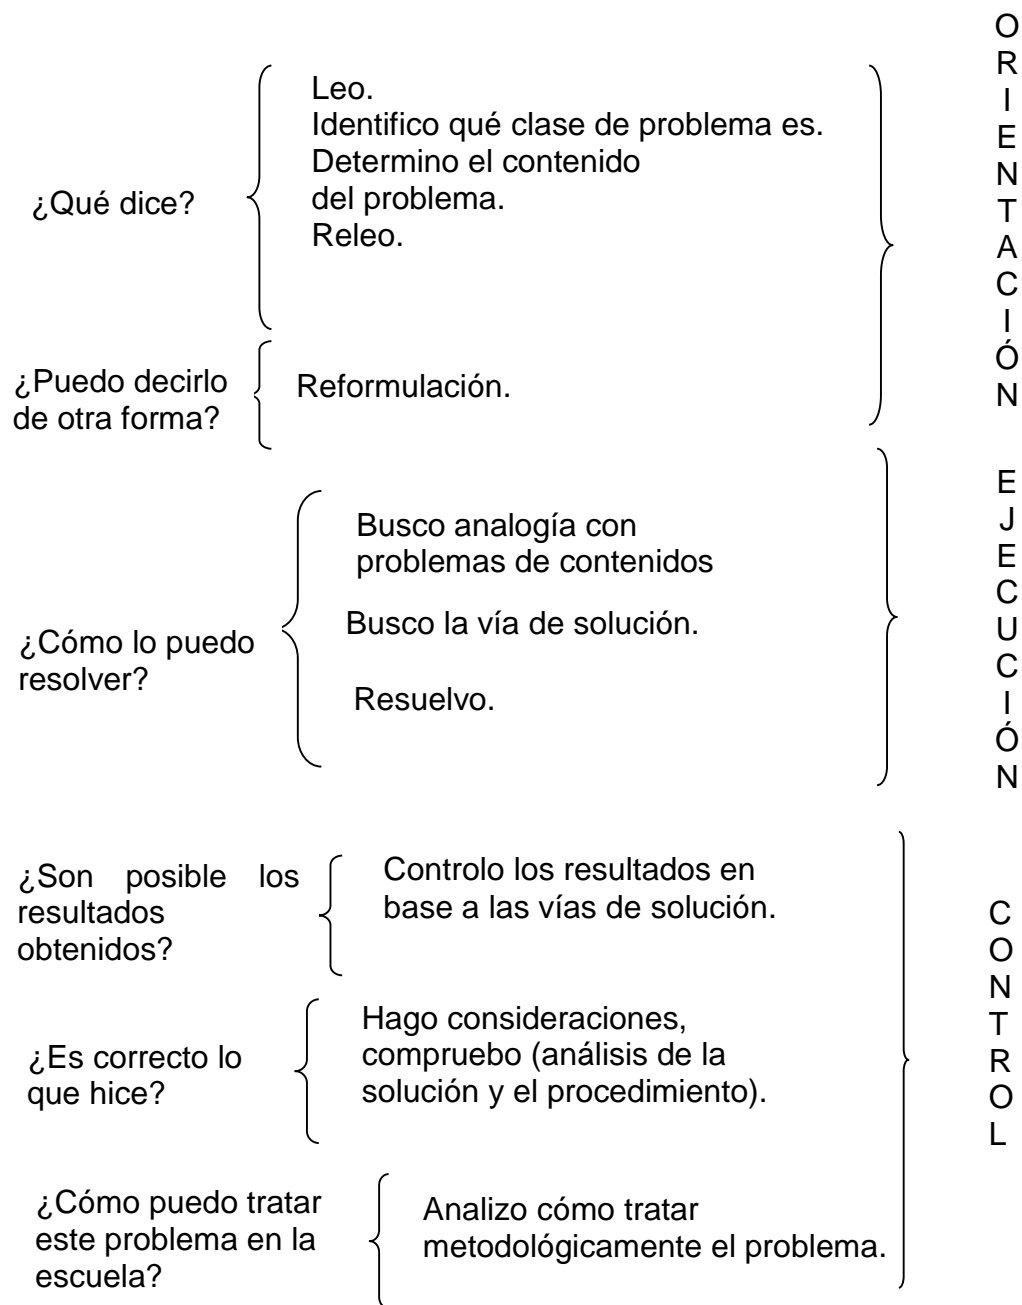 ¿Qué dice?
Leo.
Identifico qué clase de problema es.
Determino el contenido
del problema.
Releo.
¿Puedo decirlo
de otra forma?
Reformulación.
O
R
I
E
N
T
A
C
I
Ó
N
¿Cómo lo puedo
resolver?
Busco analogía con
problemas de contenidos
Busco la vía de solución.
Resuelvo.
E
J
E
C
U
C
I
Ó
N
¿Son posible los
resultados
obtenidos?
Controlo los resultados en
base a las vías de solución.
¿Es correcto lo
que hice?
Hago consideraciones,
compruebo (análisis de la
solución y el procedimiento).
¿Cómo puedo tratar
este problema en la
escuela?
Analizo cómo tratar
metodológicamente el problema.
C
O
N
T
R
O
L